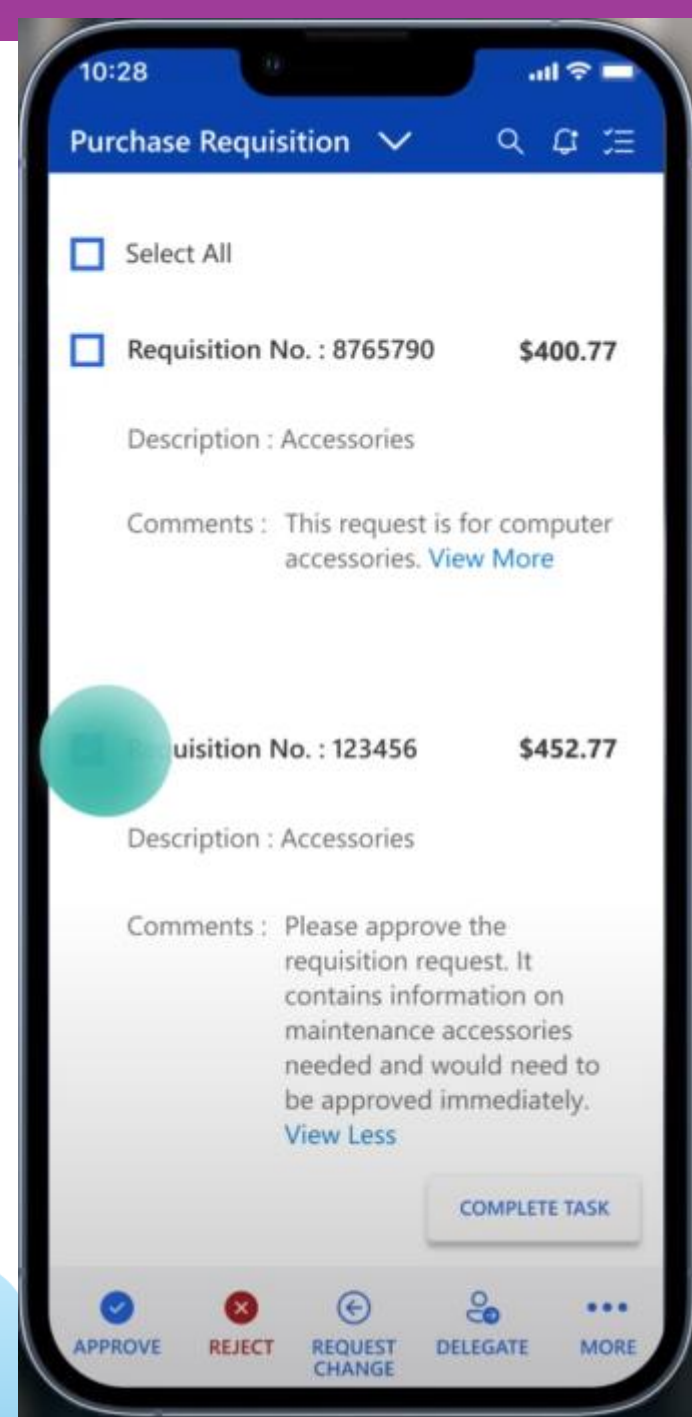 10:28
Purchase Requisition
Select All
Requisition No. : 8765790 $400.77
Description : Accessories
Comments : This request is for computer
accessories. View More
Requisition No. : 123456 $452.77
Description : Accessories
Comments : Please approve the
requisition request. It
contains information on
maintenance accessories
needed and would need to
be approved immediately.
View Less
COMPLETE TASK
APPROVE REJECT REQUEST CHANGE DELEGATE MORE